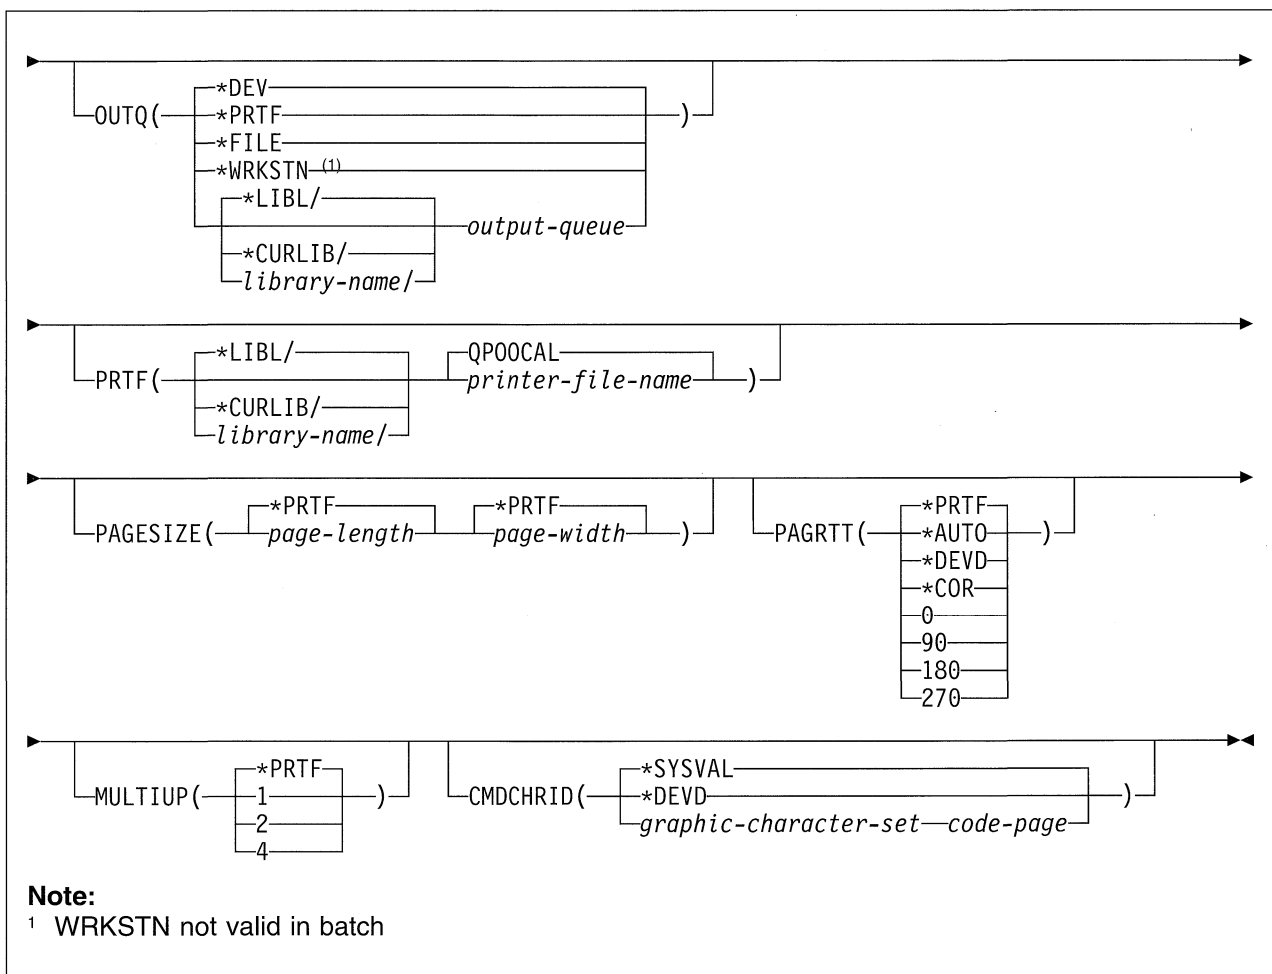 *DEV
OUTQ( *PRTF )
*FILE
*WRKSTN (1)
*LIBL/
output-queue
*CURLIB/
library-name/
*LIBL/ QPOOCAL
PRTF( printer-file-name )
*CURLIB/
library-name/
*PRTF *PRTF *PRTF
PAGESIZE( page-length page-width ) PAGRTT( *AUTO )
*DEVD
*COR
0
90
180
270
*PRTF *SYSVAL
MULTIUP( 1 ) CMDCHRID( *DEVD )
2 graphic-character-set code-page
4
Note:
1 WRKSTN not valid in batch